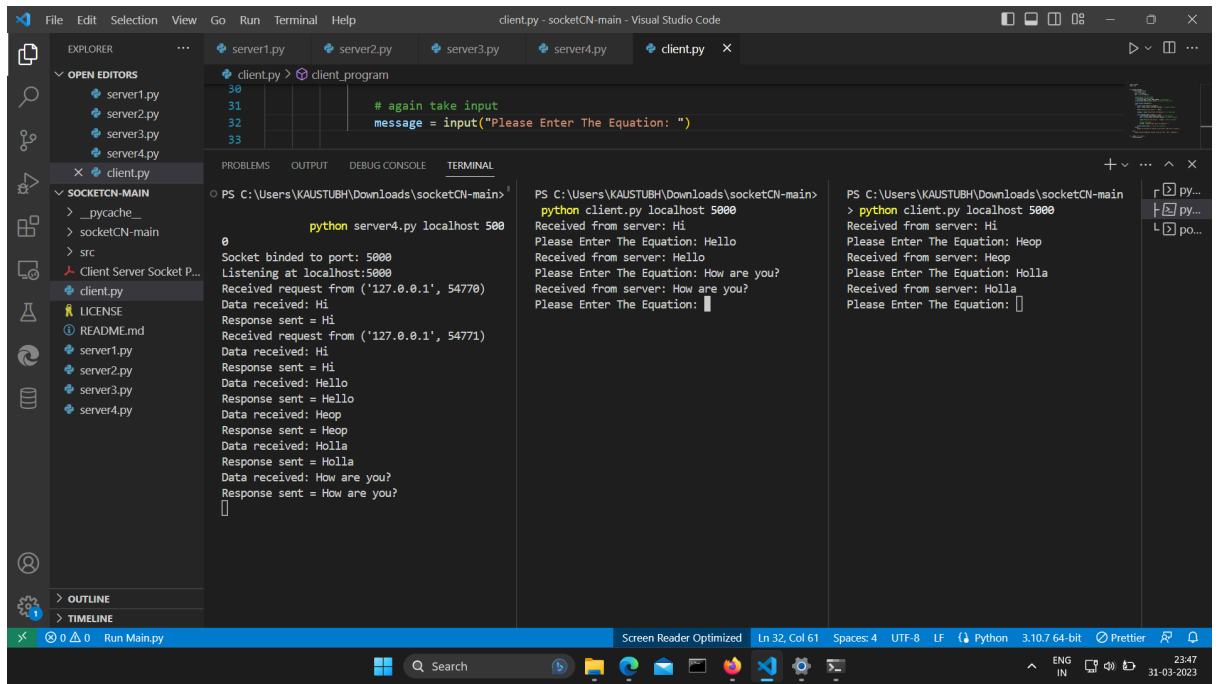 File Edit Selection View Go Run Terminal Help client.py - socketCN-main - Visual Studio Code
EXPLORER
OPEN EDITORS
server1.py
server2.py
server3.py
server4.py
client.py
SOCKETCN-MAIN
__pycache__
socketCN-main
src
Client Server Socket P...
client.py
LICENSE
README.md
server1.py
server2.py
server3.py
server4.py
OUTLINE
TIMELINE
server1.py server2.py server3.py server4.py client.py
client.py > client_program
30
31 # again take input
32 message = input("Please Enter The Equation: ")
33
PROBLEMS OUTPUT DEBUG CONSOLE TERMINAL
PS C:\Users\KAUSTUBH\Downloads\socketCN-main>
python server4.py localhost 500
0
Socket binded to port: 5000
Listening at localhost:5000
Received request from ('127.0.0.1', 54770)
Data received: Hi
Response sent = Hi
Received request from ('127.0.0.1', 54771)
Data received: Hi
Response sent = Hi
Data received: Hello
Response sent = Hello
Data received: Heop
Response sent = Heop
Data received: Holla
Response sent = Holla
Data received: How are you?
Response sent = How are you?
PS C:\Users\KAUSTUBH\Downloads\socketCN-main>
python client.py localhost 5000
Received from server: Hi
Please Enter The Equation: Hello
Received from server: Hello
Please Enter The Equation: How are you?
Received from server: How are you?
Please Enter The Equation:
PS C:\Users\KAUSTUBH\Downloads\socketCN-main
> python client.py localhost 5000
Received from server: Hi
Please Enter The Equation: Heop
Received from server: Heop
Please Enter The Equation: Holla
Received from server: Holla
Please Enter The Equation:
py...
py...
po...
1
0 0 Run Main.py Screen Reader Optimized Ln 32, Col 61 Spaces: 4 UTF-8 LF Python 3.10.7 64-bit Prettier
Search
ENG
IN
23:47
31-03-2023